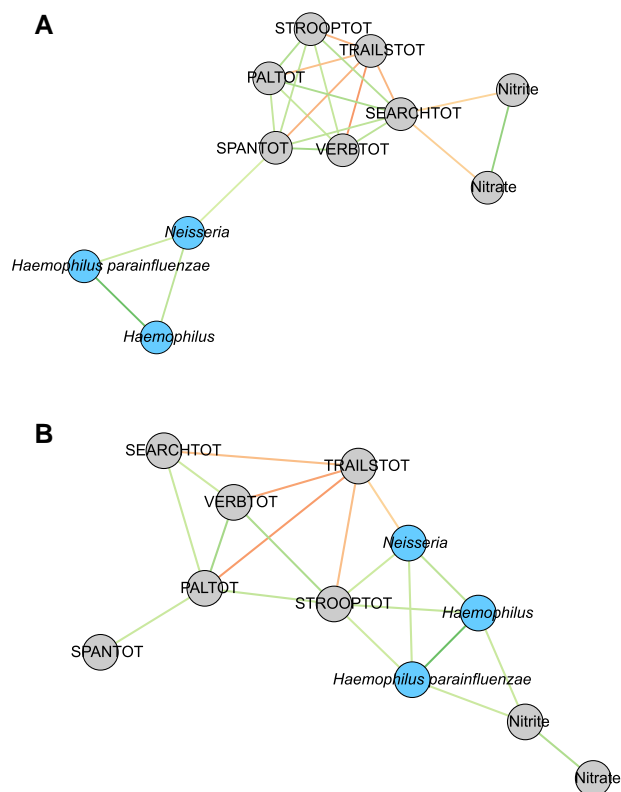 A
STROOPTOT
TRAILSTOT
PALTOT
Nitrite
SEARCHTOT
SPANTOT
VERBTOT
Nitrate
Neisseria
Haemophilus parainfluenzae
Haemophilus
B
SEARCHTOT
TRAILSTOT
VERBTOT
Neisseria
PALTOT
STROOPTOT
Haemophilus
SPANTOT
Haemophilus parainfluenzae
Nitrite
Nitrate